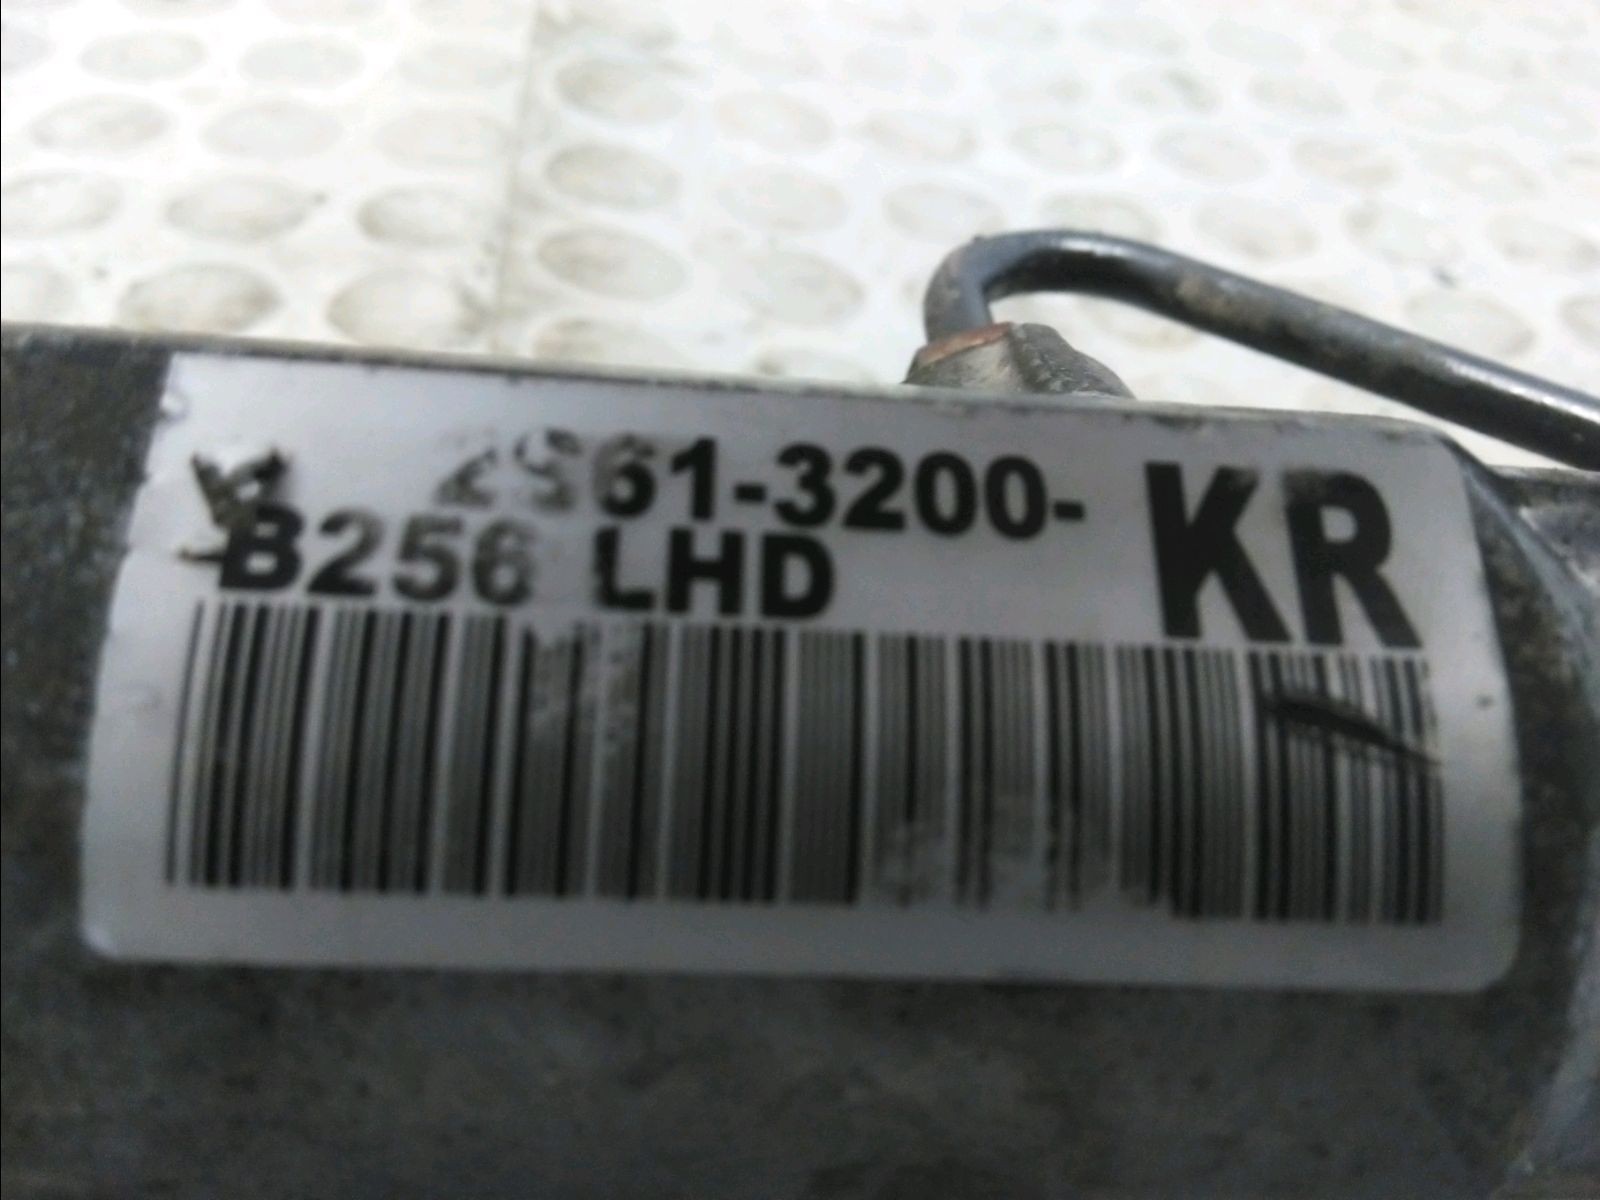 2S61-3200- KR
B256 LHD